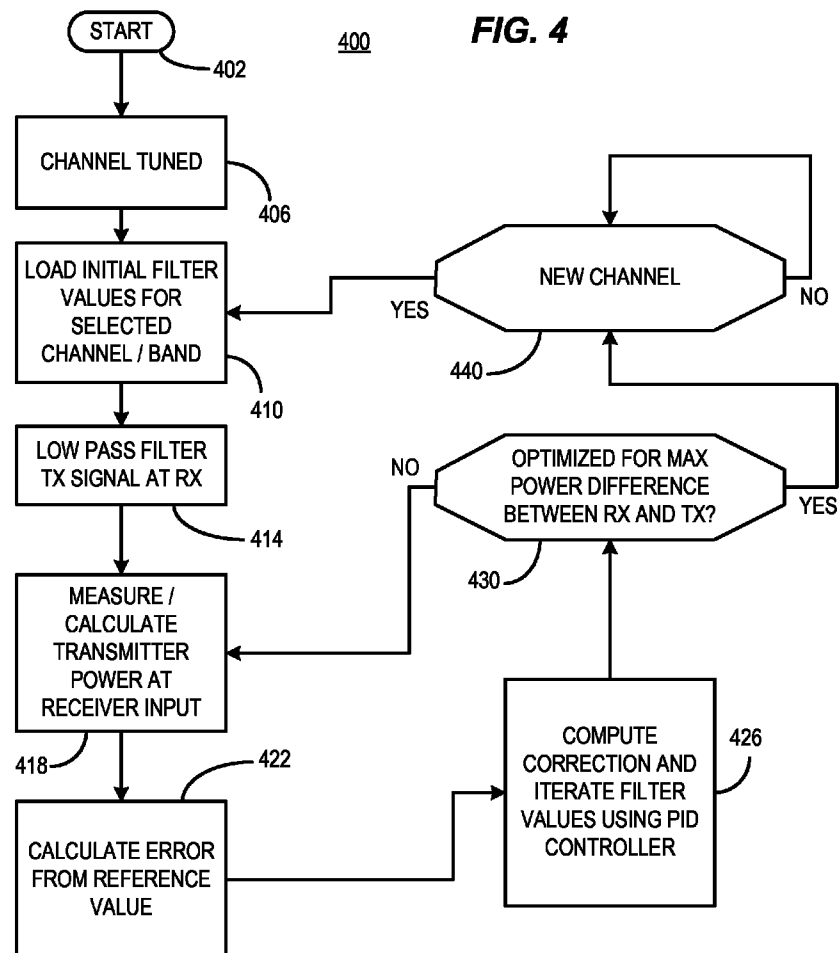 START
402
400
FIG. 4
CHANNEL TUNED
406
LOAD INITIAL FILTER
VALUES FOR
SELECTED
CHANNEL / BAND
410
NEW CHANNEL
YES
NO
440
LOW PASS FILTER
TX SIGNAL AT RX
414
OPTIMIZED FOR MAX
POWER DIFFERENCE
BETWEEN RX AND TX?
NO
YES
430
MEASURE /
CALCULATE
TRANSMITTER
POWER AT
RECEIVER INPUT
418
422
CALCULATE ERROR
FROM REFERENCE
VALUE
COMPUTE
CORRECTION AND
ITERATE FILTER
VALUES USING PID
CONTROLLER
426